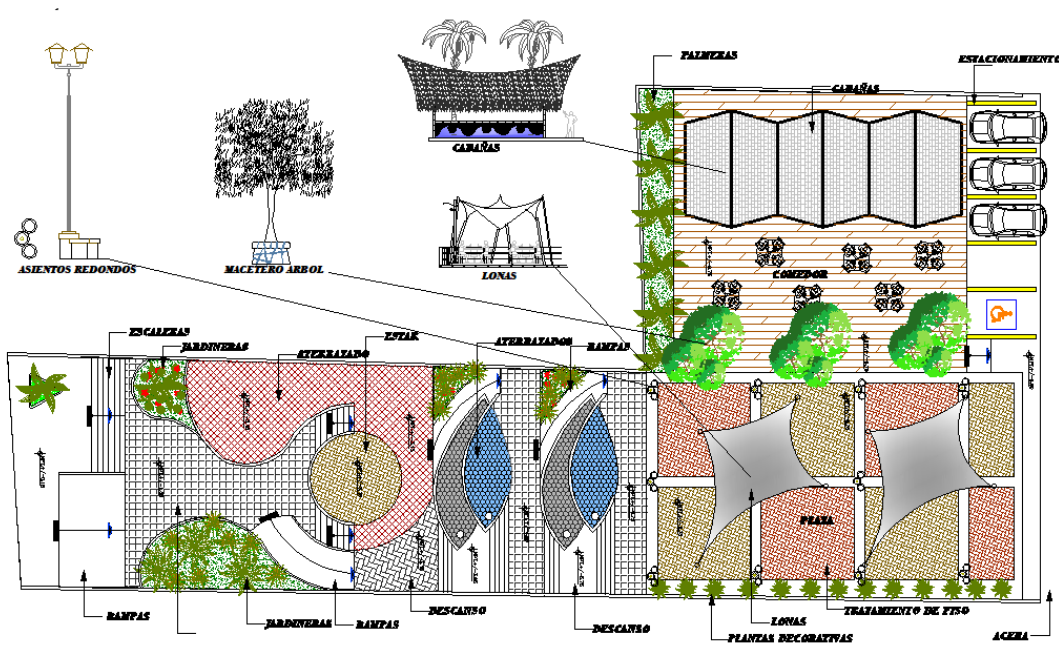 PALMERAS
ESTACIONAMIENTO
CABAÑAS
CABAÑAS
ASIENTOS REDONDOS
MACETERO ARBOL
LONAS
COMEDOR
ESCALERAS
JARDINERAS
ATERRAZADO
ESTAR
ATERRAZADOS
RAMPAS
PLAZA
RAMPAS
JARDINERAS
RAMPAS
DESCANSO
DESCANSO
LONAS
TRATAMIENTO DE PISO
PLANTAS DECORATIVAS
ACERA